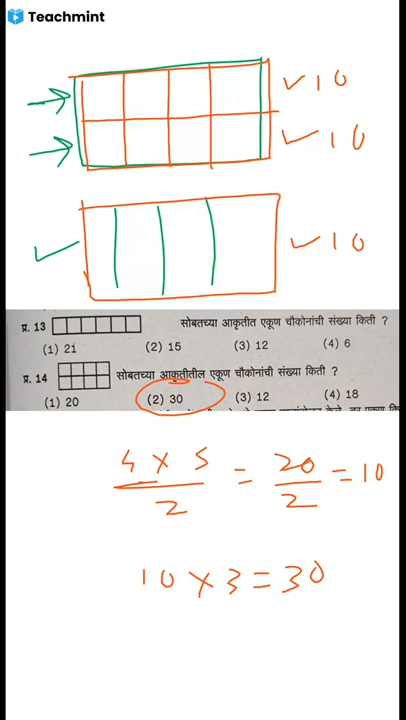 Teachmint
✓10
✓10
✓ ✓10
प्र. 13 सोबतच्या आकृतीत एकूण चौकोनांची संख्या किती ?
(1) 21 (2) 15 (3) 12 (4) 6
प्र. 14 सोबतच्या आकृतीतील एकूण चौकोनांची संख्या किती ?
(1) 20 (2) 30 (3) 12 (4) 18
4 × 5 / 2 = 20 / 2 = 10
10 × 3 = 30